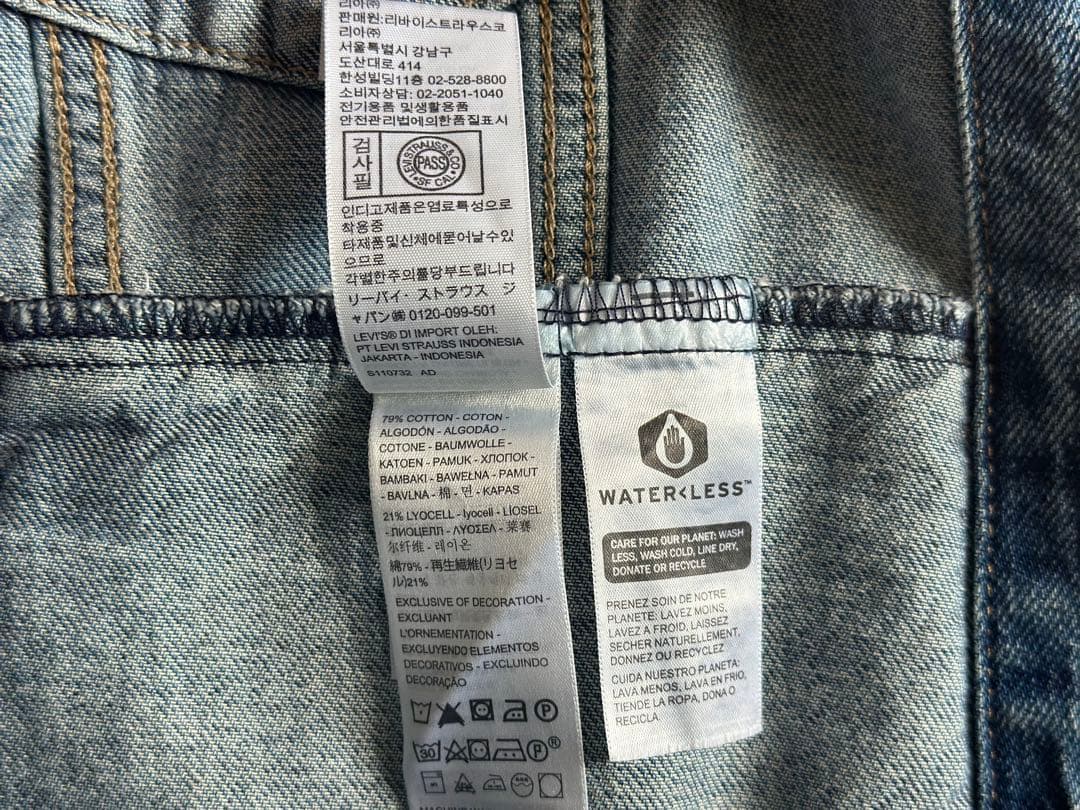 리아㈜
판매원:리바이스트라우스코
리아㈜
서울특별시 강남구
도산대로 414
한성빌딩11층 02-528-8800
소비자상담: 02-2051-1040
전기용품 및생활용품
안전관리법에의한품질표시
검사필
LEVI STRAUSS & CO
PASS
SF CAL
인디고제품은염료특성으로
착용중
타제품및신체에묻어날수있
으므로
각별한주의를당부드립니다
リーバイ・ストラウス ジ
ャパン㈱ 0120-099-501
LEVI'S® DI IMPORT OLEH:
PT LEVI STRAUSS INDONESIA
JAKARTA - INDONESIA
S110732 AD
79% COTTON - COTON -
ALGODÓN - ALGODÃO -
COTONE - BAUMWOLLE -
KATOEN - PAMUK - ХЛОПОК -
BAMBAKI - BAWEŁNA - PAMUT
- BAVLNA - 棉 - 면 - KAPAS
21% LYOCELL - lyocell - LİOSEL
- ЛИОЦЕЛЛ - ΛΥΟΣΕΛ - 莱赛
尔纤维 - 레이온
綿79% - 再生繊維(リヨセ
ル)21%
EXCLUSIVE OF DECORATION -
EXCLUANT
L'ORNEMENTATION -
EXCLUYENDO ELEMENTOS
DECORATIVOS - EXCLUINDO
DECORAÇÃO
P
30 P®
WATER<LESS™
CARE FOR OUR PLANET: WASH
LESS, WASH COLD, LINE DRY,
DONATE OR RECYCLE
PRENEZ SOIN DE NOTRE
PLANETE: LAVEZ MOINS,
LAVEZ A FROID, LAISSEZ
SECHER NATURELLEMENT,
DONNEZ OU RECYCLEZ
CUIDA NUESTRO PLANETA:
LAVA MENOS, LAVA EN FRIO,
TIENDE LA ROPA, DONA O
RECICLA.